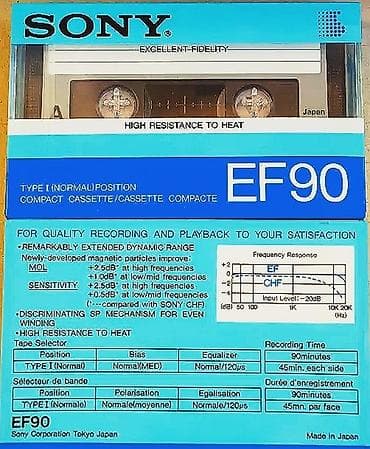 SONY
EXCELLENT-FIDELITY
A
Japan
HIGH RESISTANCE TO HEAT
TYPE I (NORMAL) POSITION
COMPACT CASSETTE/CASSETTE COMPACTE
EF90
FOR QUALITY RECORDING AND PLAYBACK TO YOUR SATISFACTION
•REMARKABLY EXTENDED DYNAMIC RANGE
Newly-developed magnetic particles improve:
MOL +2.5dB* at high frequencies
+1.0dB* at low/mid frequencies
SENSITIVITY +2.5dB* at high frequencies
+0.5dB* at low/mid frequencies
(*…compared with SONY CHF)
•DISCRIMINATING SP MECHANISM FOR EVEN
WINDING
•HIGH RESISTANCE TO HEAT
Frequency Response
+2
0
-2
-4
EF
CHF
Input Level: -20dB
(dB) 50 100 1K 10K 20K
(Hz)
Tape Selector Recording Time
Position Bias Equalizer 90minutes
TYPE I (Normal) Normal(MED) Normal/120μs 45min. each side
Sélecteur de bande Durée d'enregistrement
Position Polarisation Egalisation 90minutes
TYPE I (Normale) Normale(moyenne) Normale/120μs 45mn. par face
EF90
Sony Corporation Tokyo Japan Made in Japan